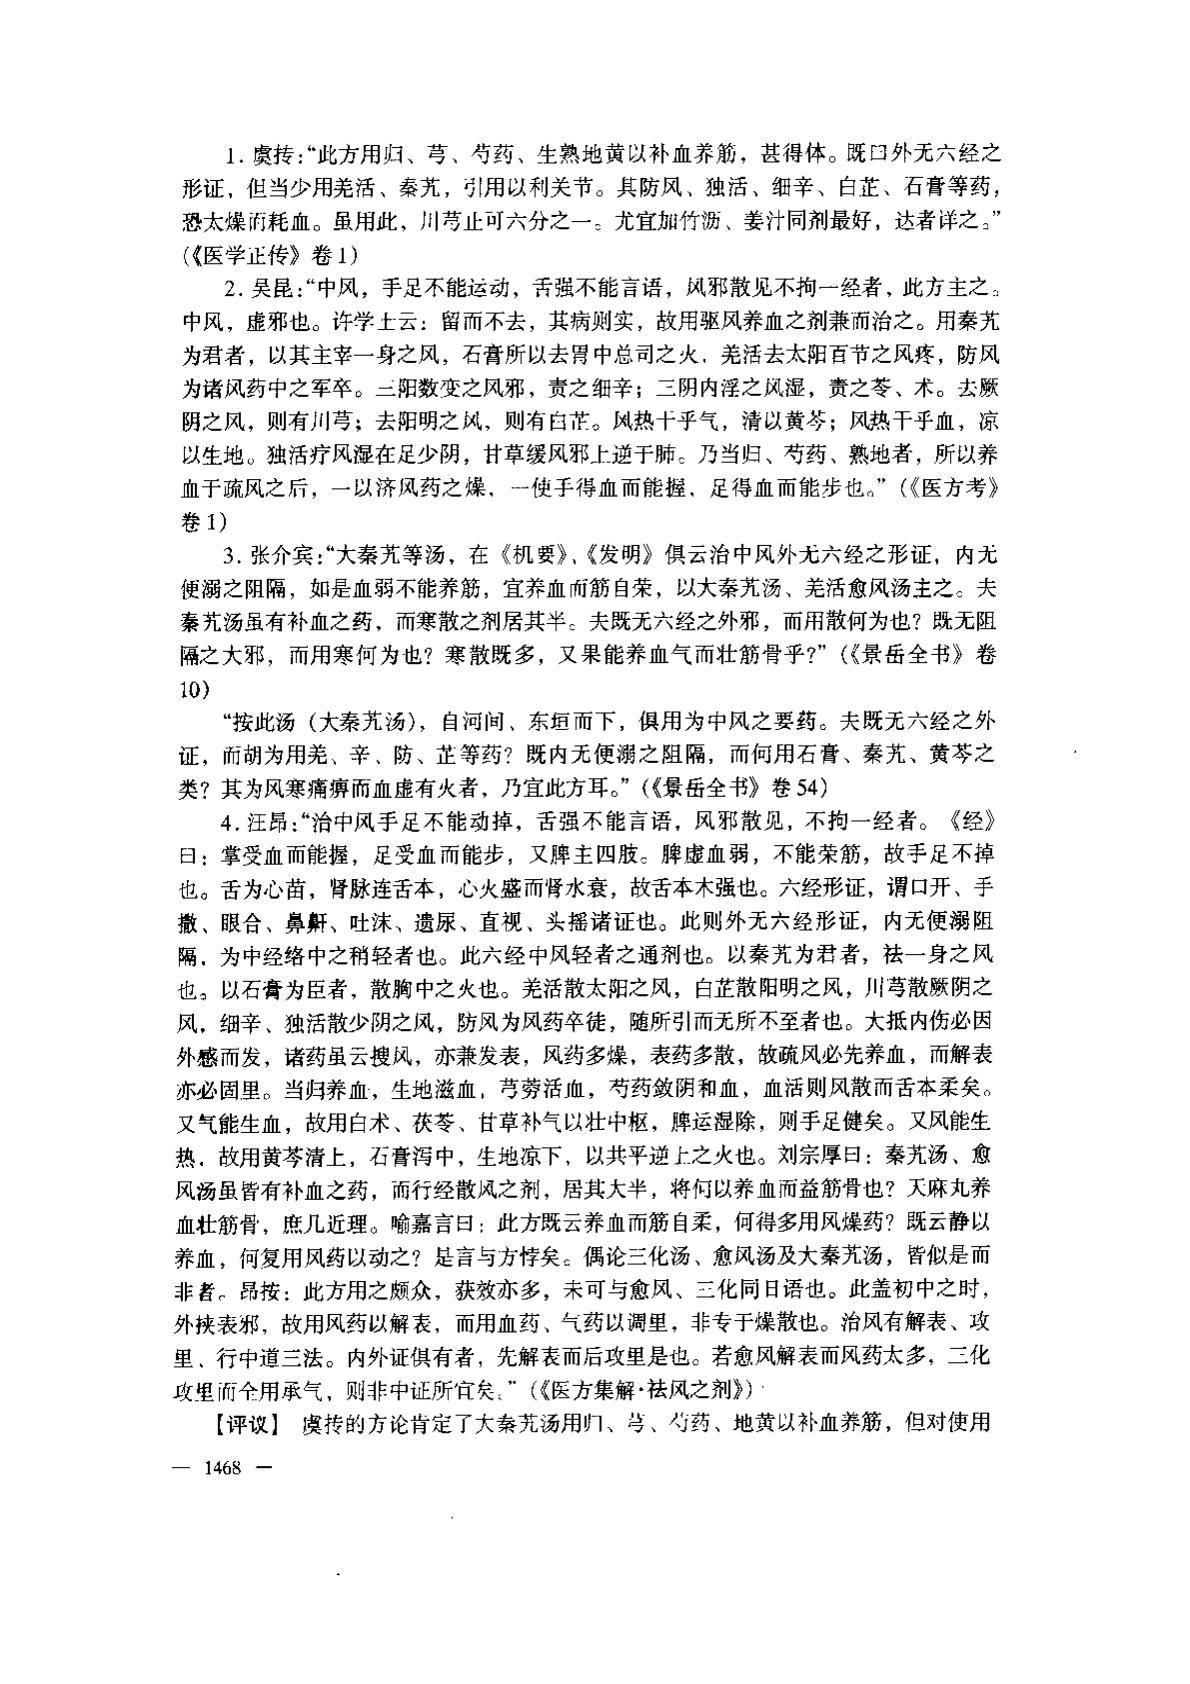 1. 虞抟:“此方用归、芎、芍药、生熟地黄以补血养筋，甚得体。既曰外无六经之
形证，但当少用羌活、秦艽，引用以利关节。其防风、独活、细辛、白芷、石膏等药，
恐太燥而耗血。虽用此，川芎止可六分之一。尤宜加竹沥、姜汁同剂最好，达者详之。”
(《医学正传》卷1)
2. 吴昆:“中风，手足不能运动，舌强不能言语，风邪散见不拘一经者，此方主之。
中风，虚邪也。许学士云：留而不去，其病则实，故用驱风养血之剂兼而治之。用秦艽
为君者，以其主宰一身之风，石膏所以去胃中总司之火，羌活去太阳百节之风疼，防风
为诸风药中之军卒。三阳数变之风邪，责之细辛；三阴内淫之风湿，责之苓、术。去厥
阴之风，则有川芎；去阳明之风，则有白芷。风热干乎气，清以黄芩；风热干乎血，凉
以生地。独活疗风湿在足少阴，甘草缓风邪上逆于肺。乃当归、芍药、熟地者，所以养
血于疏风之后，一以济风药之燥，一使手得血而能握，足得血而能步也。”(《医方考》
卷1)
3. 张介宾:“大秦艽等汤，在《机要》、《发明》俱云治中风外无六经之形证，内无
便溺之阻隔，如是血弱不能养筋，宜养血而筋自荣，以大秦艽汤、羌活愈风汤主之。夫
秦艽汤虽有补血之药，而寒散之剂居其半。夫既无六经之外邪，而用散何为也？既无阻
隔之大邪，而用寒何为也？寒散既多，又果能养血气而壮筋骨乎?”(《景岳全书》卷
10)
“按此汤（大秦艽汤)，自河间、东垣而下，俱用为中风之要药。夫既无六经之外
证，而胡为用羌、辛、防、芷等药？既内无便溺之阻隔，而何用石膏、秦艽、黄芩之
类？其为风寒痛痹而血虚有火者，乃宜此方耳。”(《景岳全书》卷54)
4. 汪昂:“治中风手足不能动掉，舌强不能言语，风邪散见，不拘一经者。《经》
曰：掌受血而能握，足受血而能步，又脾主四肢。脾虚血弱，不能荣筋，故手足不掉
也。舌为心苗，肾脉连舌本，心火盛而肾水衰，故舌本木强也。六经形证，谓口开、手
撒、眼合、鼻鼾、吐沫、遗尿、直视、头摇诸证也。此则外无六经形证，内无便溺阻
隔，为中经络中之稍轻者也。此六经中风轻者之通剂也。以秦艽为君者，祛一身之风
也。以石膏为臣者，散胸中之火也。羌活散太阳之风，白芷散阳明之风，川芎散厥阴之
风，细辛、独活散少阴之风，防风为风药卒徒，随所引而无所不至者也。大抵内伤必因
外感而发，诸药虽云搜风，亦兼发表，风药多燥，表药多散，故疏风必先养血，而解表
亦必固里。当归养血，生地滋血，芎䓖活血，芍药敛阴和血，血活则风散而舌本柔矣。
又气能生血，故用白术、茯苓、甘草补气以壮中枢，脾运湿除，则手足健矣。又风能生
热，故用黄芩清上，石膏泻中，生地凉下，以共平逆上之火也。刘宗厚曰：秦艽汤、愈
风汤虽皆有补血之药，而行经散风之剂，居其大半，将何以养血而益筋骨也？天麻丸养
血壮筋骨，庶几近理。喻嘉言曰：此方既云养血而筋自柔，何得多用风燥药？既云静以
养血，何复用风药以动之？是言与方悖矣。偶论三化汤、愈风汤及大秦艽汤，皆似是而
非者。昂按：此方用之颇众，获效亦多，未可与愈风、三化同日语也。此盖初中之时，
外挟表邪，故用风药以解表，而用血药、气药以调里，非专于燥散也。治风有解表、攻
里、行中道三法。内外证俱有者，先解表而后攻里是也。若愈风解表而风药太多，三化
攻里而全用承气，则非中证所宜矣。”(《医方集解·祛风之剂》)
【评议】 虞抟的方论肯定了大秦艽汤用归、芎、芍药、地黄以补血养筋，但对使用
— 1468 —